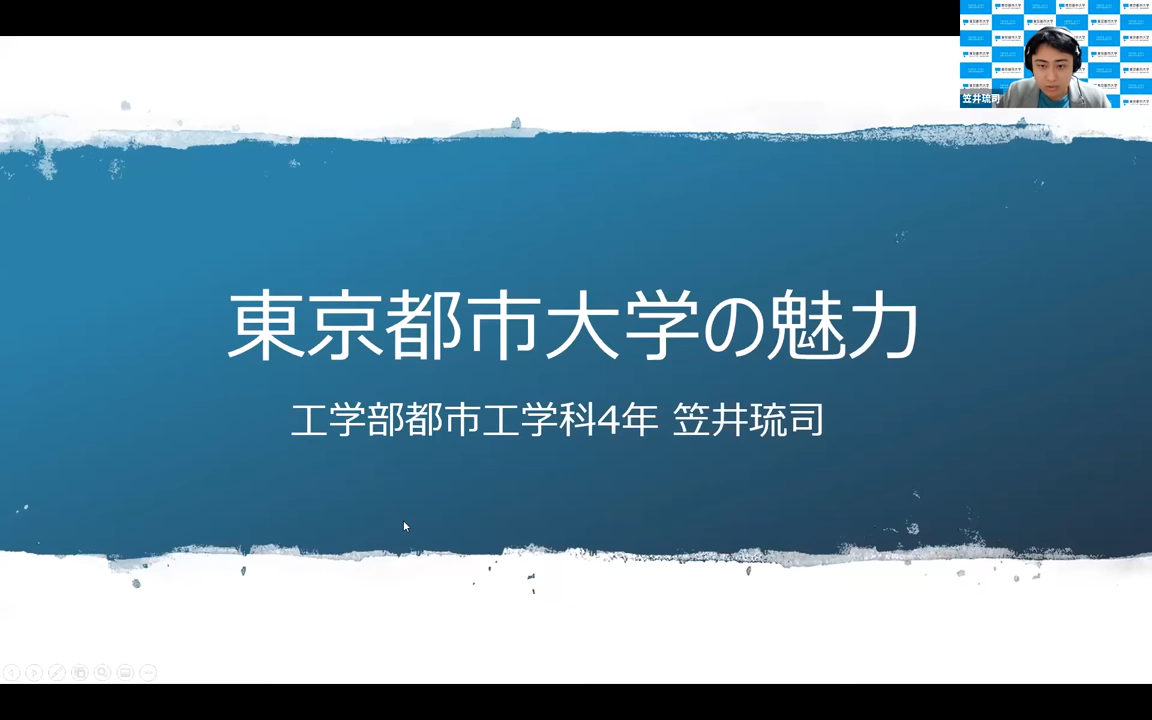 東京都市大学の魅力
工学部都市工学科4年 笠井琉司
笠井琉司